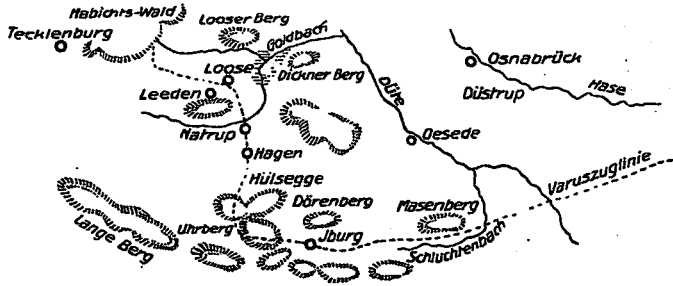 Habichts-Wald
Looser Berg
Tecklenburg
Goldbach
Osnabrück
Loose
Dickner Berg
Leeden
Düte
Düstrup
Hase
Natrup
Oesede
Hagen
Hülsegge
Varuszuglinie
Dörenberg
Masenberg
Lange Berg
Uhrberg
Jburg
Schluchtenbach